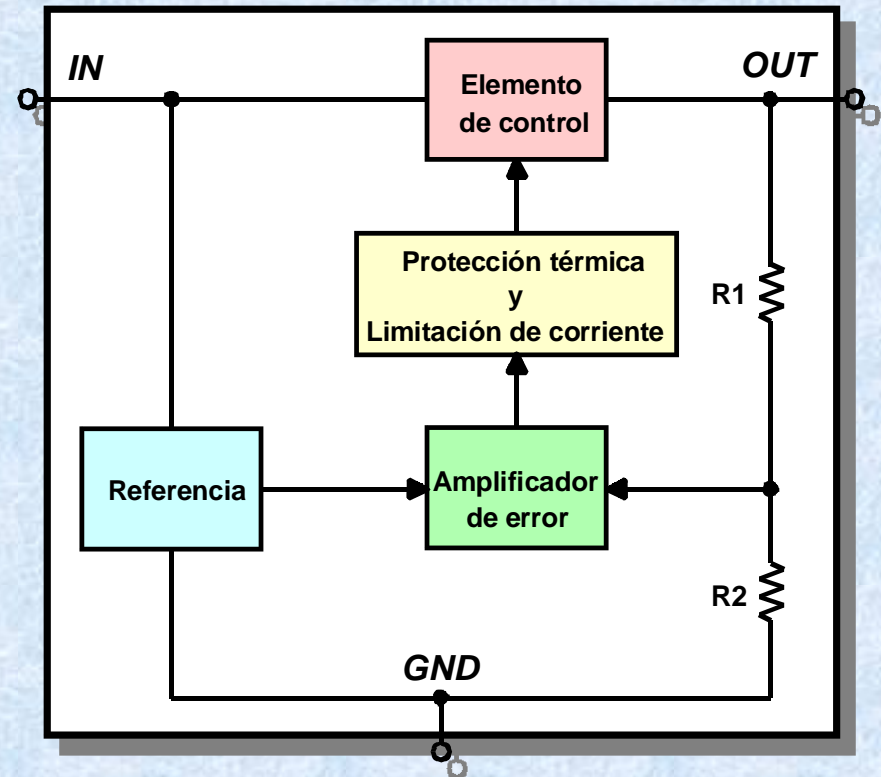 IN
OUT
Elemento
de control
Protección térmica
y
Limitación de corriente
R1
Referencia
Amplificador
de error
R2
GND